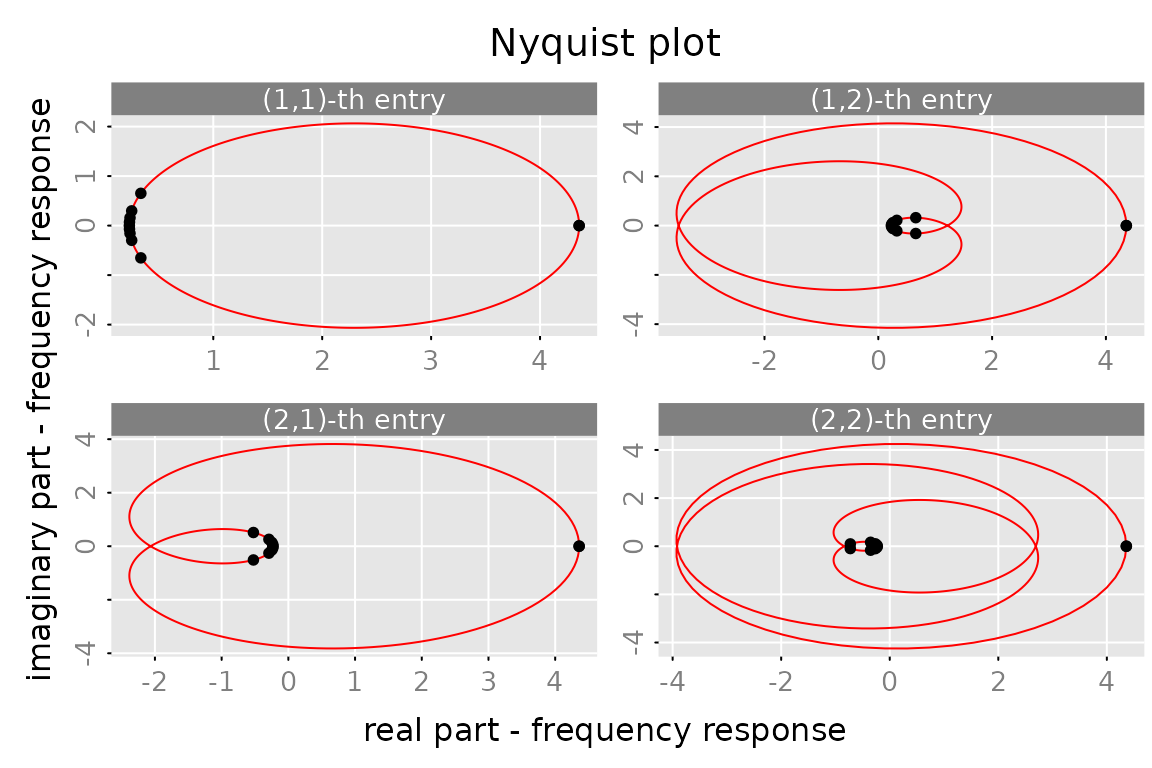 Nyquist plot
imaginary part - frequency response
(1,1)-th entry
2
1
0
-2
1 2 3 4
(1,2)-th entry
4
2
0
-4
-2 0 2 4
(2,1)-th entry
4
2
0
-4
-2 -1 0 1 2 3 4
(2,2)-th entry
4
2
0
-4
-4 -2 0 2 4
real part - frequency response